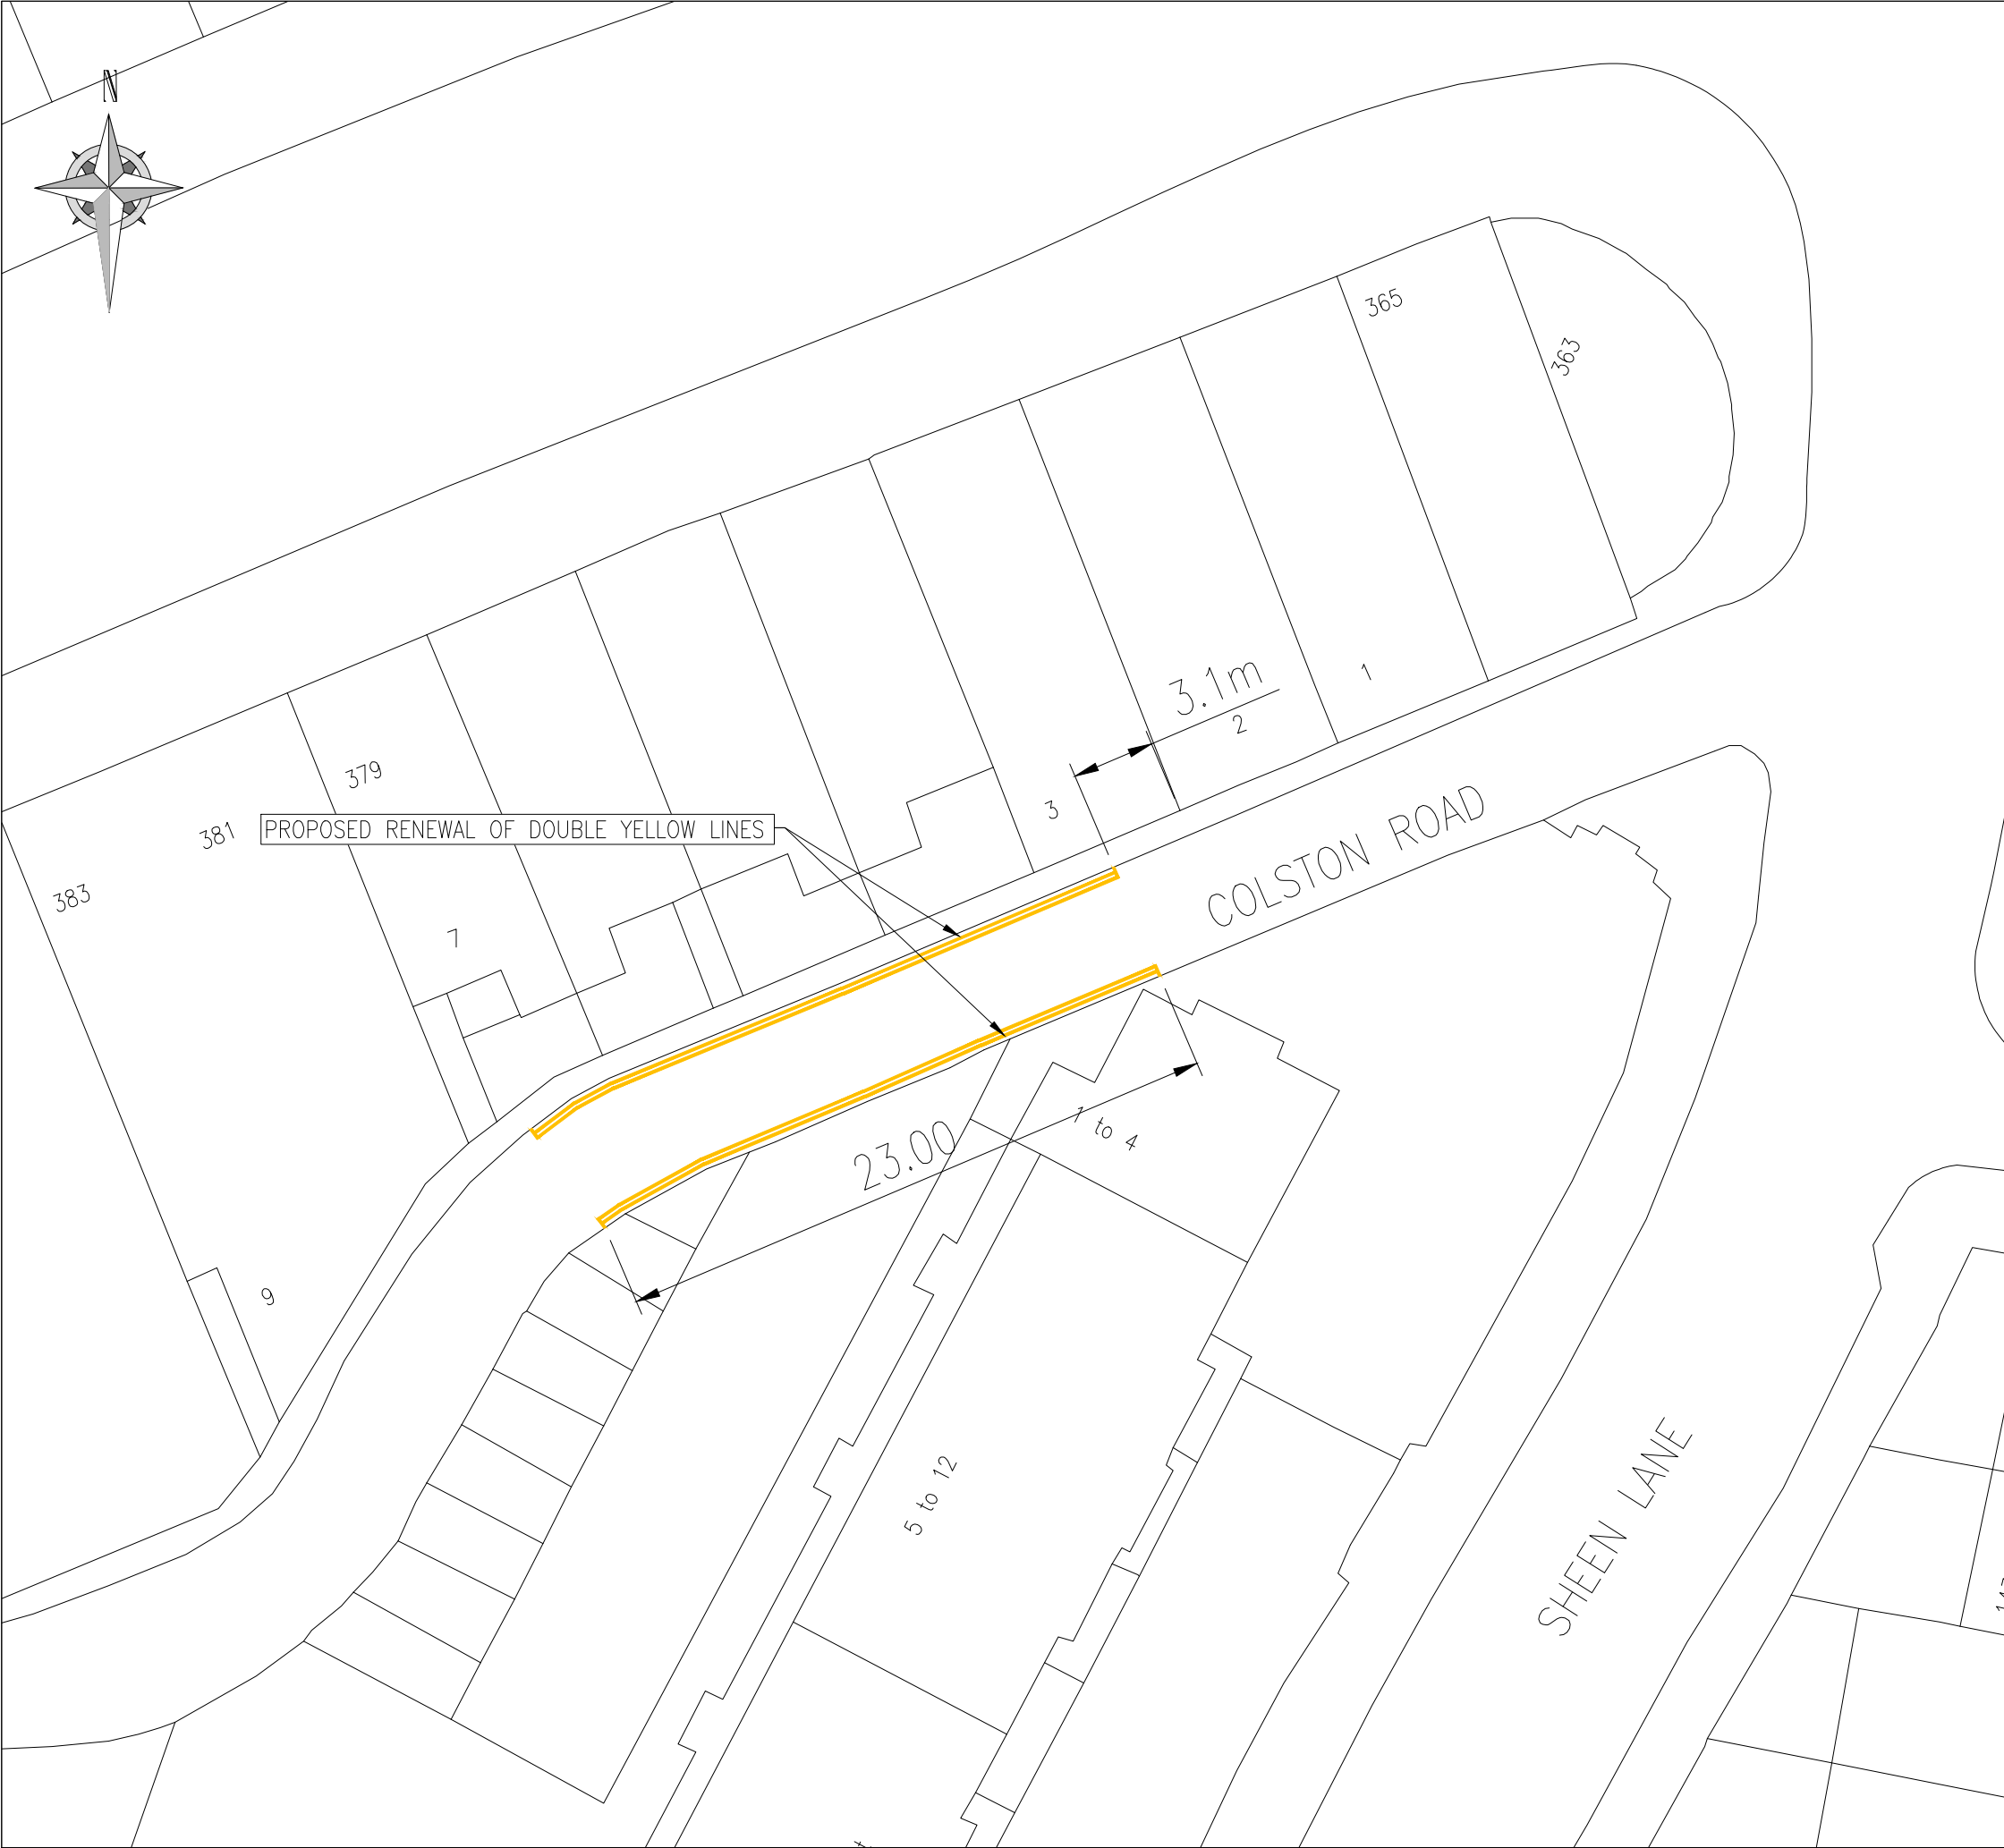 N
365
363
3.1m
2
1
379
3
381
PROPOSED RENEWAL OF DOUBLE YELLOW LINES
COLSTON ROAD
383
7
1 to 4
23.00
9
5 to 12
SHEEN LANE